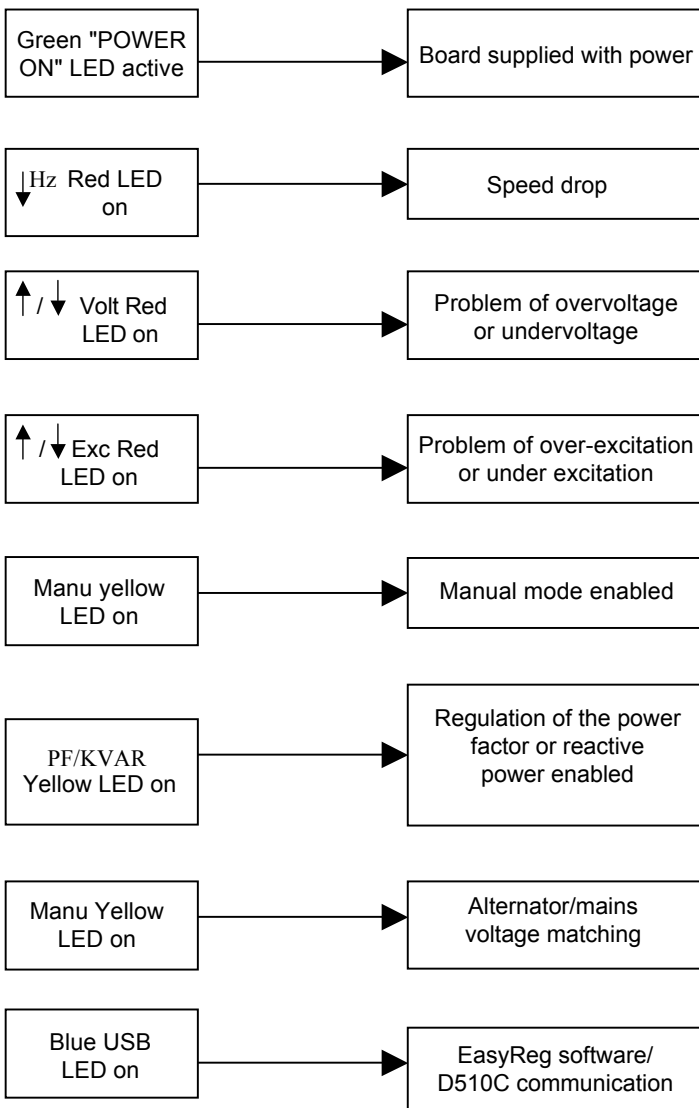 Green "POWER
ON" LED active
Board supplied with power
↓Hz Red LED
on
Speed drop
↑ / ↓ Volt Red
LED on
Problem of overvoltage
or undervoltage
↑ / ↓ Exc Red
LED on
Problem of over-excitation
or under excitation
Manu yellow
LED on
Manual mode enabled
PF/KVAR
Yellow LED on
Regulation of the power
factor or reactive
power enabled
Manu Yellow
LED on
Alternator/mains
voltage matching
Blue USB
LED on
EasyReg software/
D510C communication